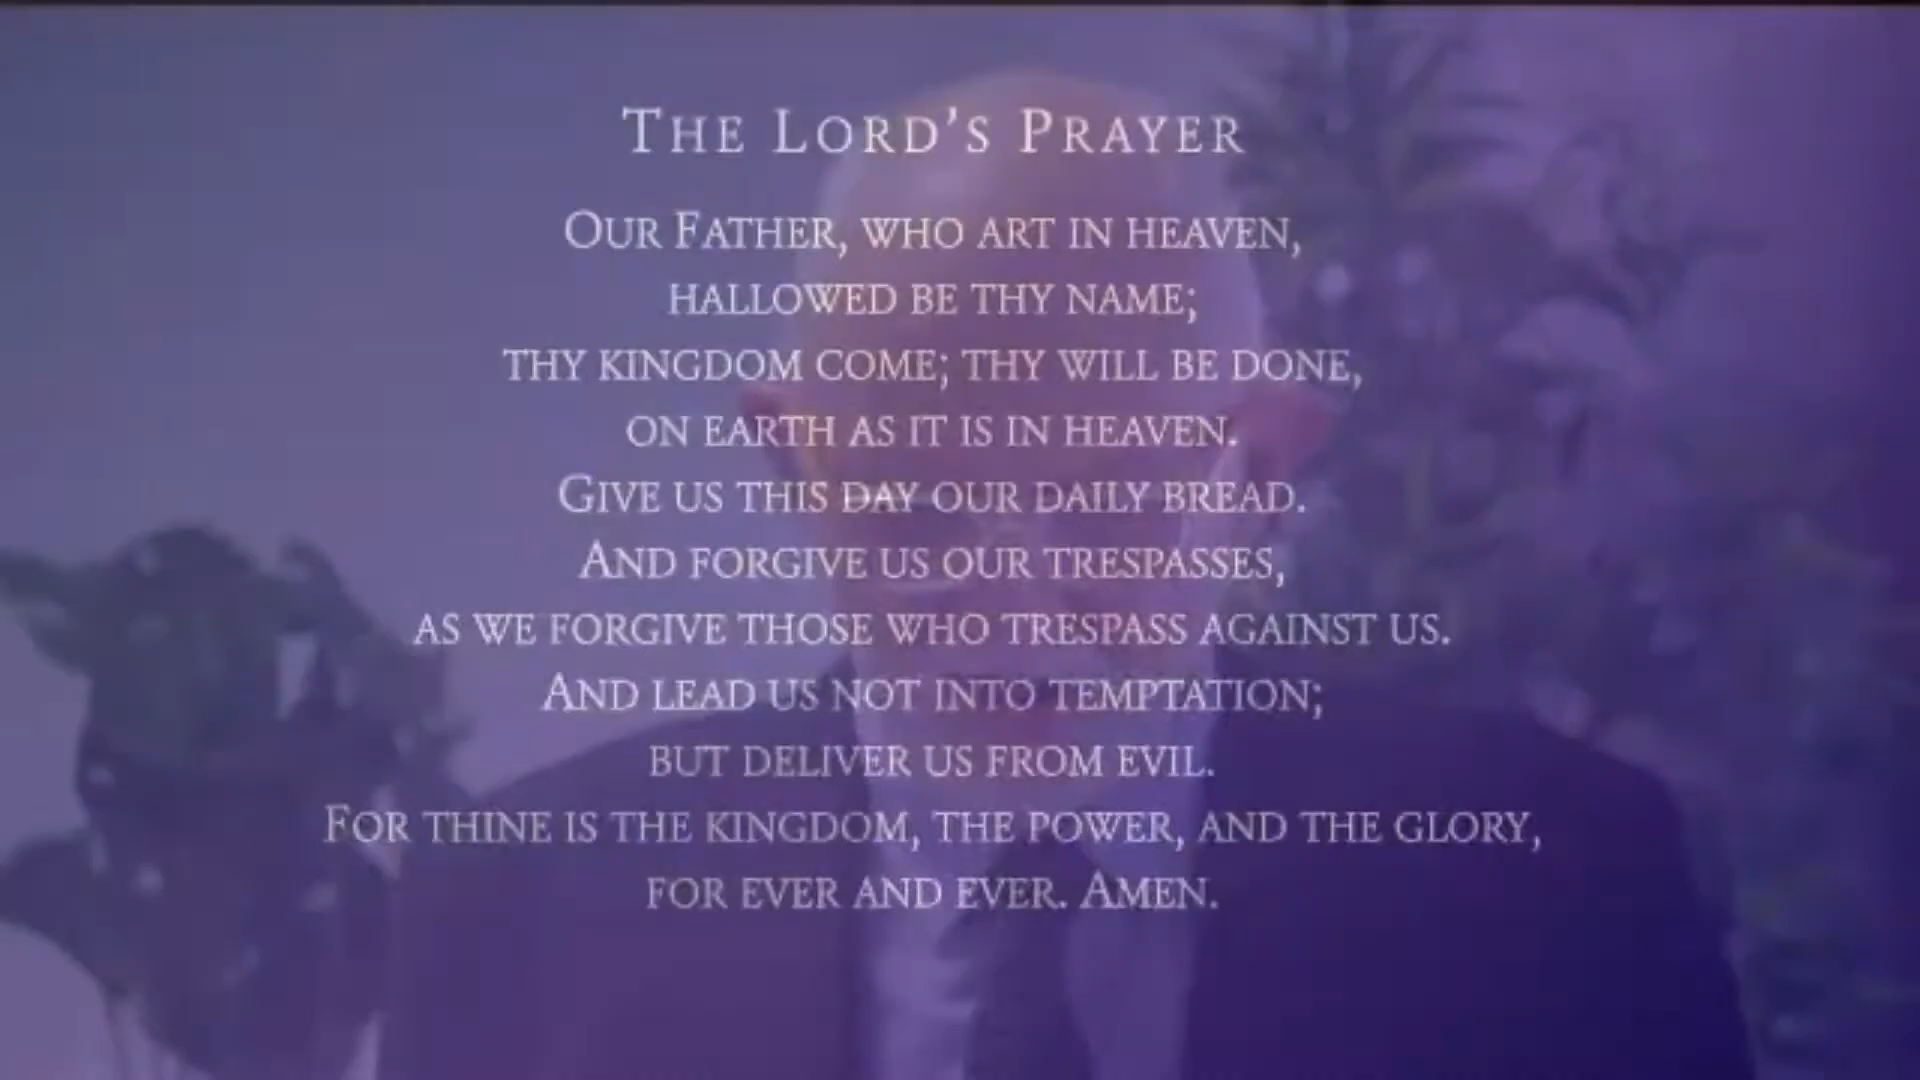 THE LORD'S PRAYER
OUR FATHER, WHO ART IN HEAVEN,
HALLOWED BE THY NAME;
THY KINGDOM COME; THY WILL BE DONE,
ON EARTH AS IT IS IN HEAVEN.
GIVE US THIS DAY OUR DAILY BREAD.
AND FORGIVE US OUR TRESPASSES,
AS WE FORGIVE THOSE WHO TRESPASS AGAINST US.
AND LEAD US NOT INTO TEMPTATION;
BUT DELIVER US FROM EVIL.
FOR THINE IS THE KINGDOM, THE POWER, AND THE GLORY,
FOR EVER AND EVER. AMEN.